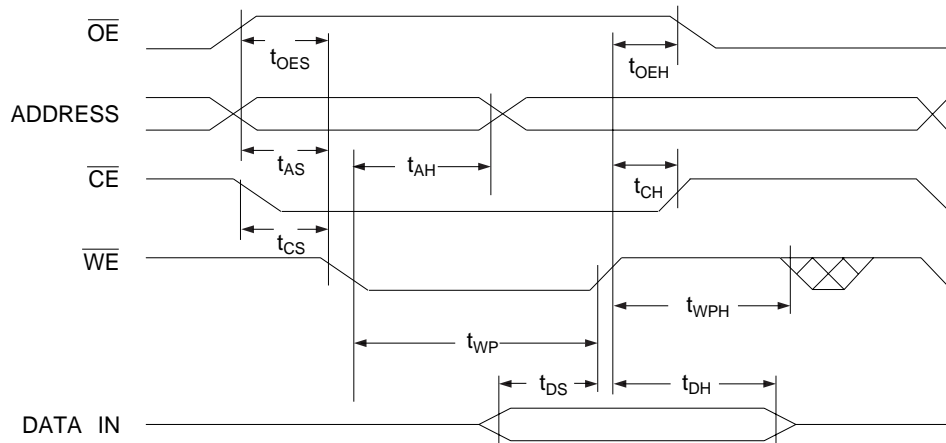 OE
tOES
tOEH
ADDRESS
tAS
tAH
tCH
CE
tCS
WE
tWPH
tWP
tDS
tDH
DATA IN